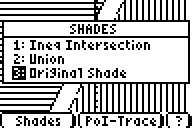 SHADES
1: Ineq Intersection
2: Union
3: Original Shade
Shades PoI-Trace ?